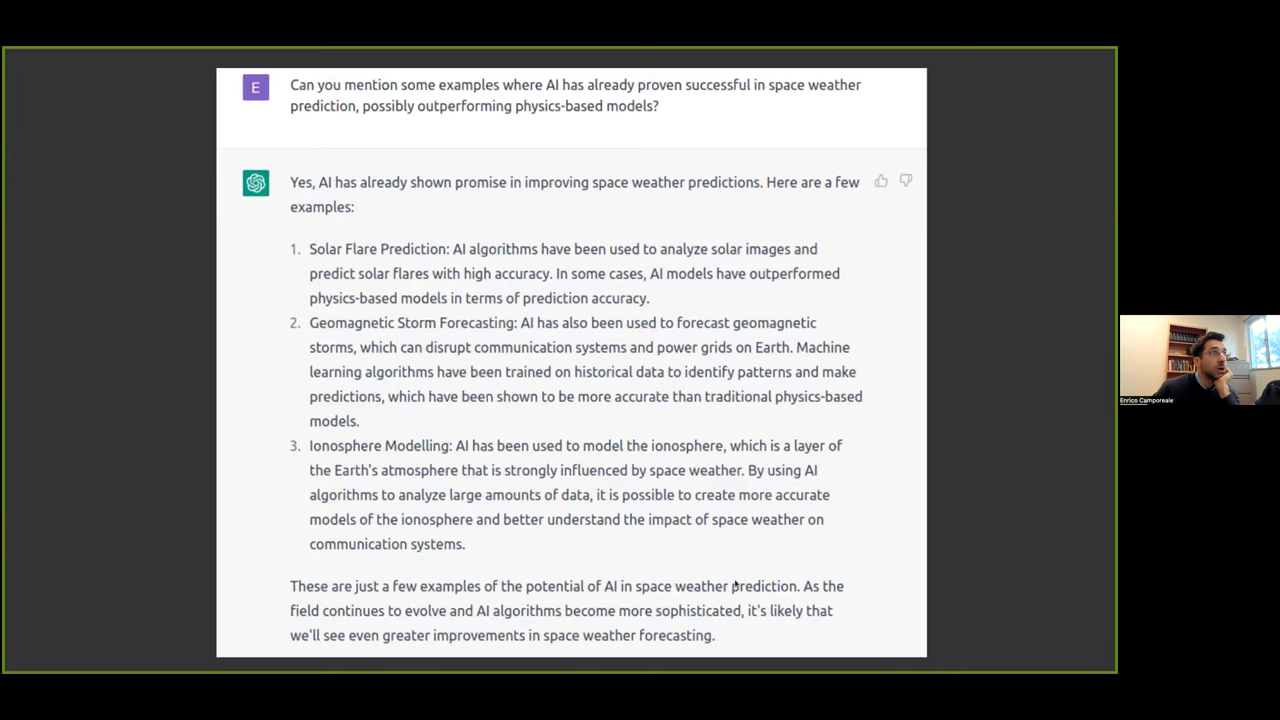 E
Can you mention some examples where AI has already proven successful in space weather
prediction, possibly outperforming physics-based models?
Yes, AI has already shown promise in improving space weather predictions. Here are a few
examples:
1. Solar Flare Prediction: AI algorithms have been used to analyze solar images and
predict solar flares with high accuracy. In some cases, AI models have outperformed
physics-based models in terms of prediction accuracy.
2. Geomagnetic Storm Forecasting: AI has also been used to forecast geomagnetic
storms, which can disrupt communication systems and power grids on Earth. Machine
learning algorithms have been trained on historical data to identify patterns and make
predictions, which have been shown to be more accurate than traditional physics-based
models.
3. Ionosphere Modelling: AI has been used to model the ionosphere, which is a layer of
the Earth's atmosphere that is strongly influenced by space weather. By using AI
algorithms to analyze large amounts of data, it is possible to create more accurate
models of the ionosphere and better understand the impact of space weather on
communication systems.
These are just a few examples of the potential of AI in space weather prediction. As the
field continues to evolve and AI algorithms become more sophisticated, it's likely that
we'll see even greater improvements in space weather forecasting.
Enrico Camporeale